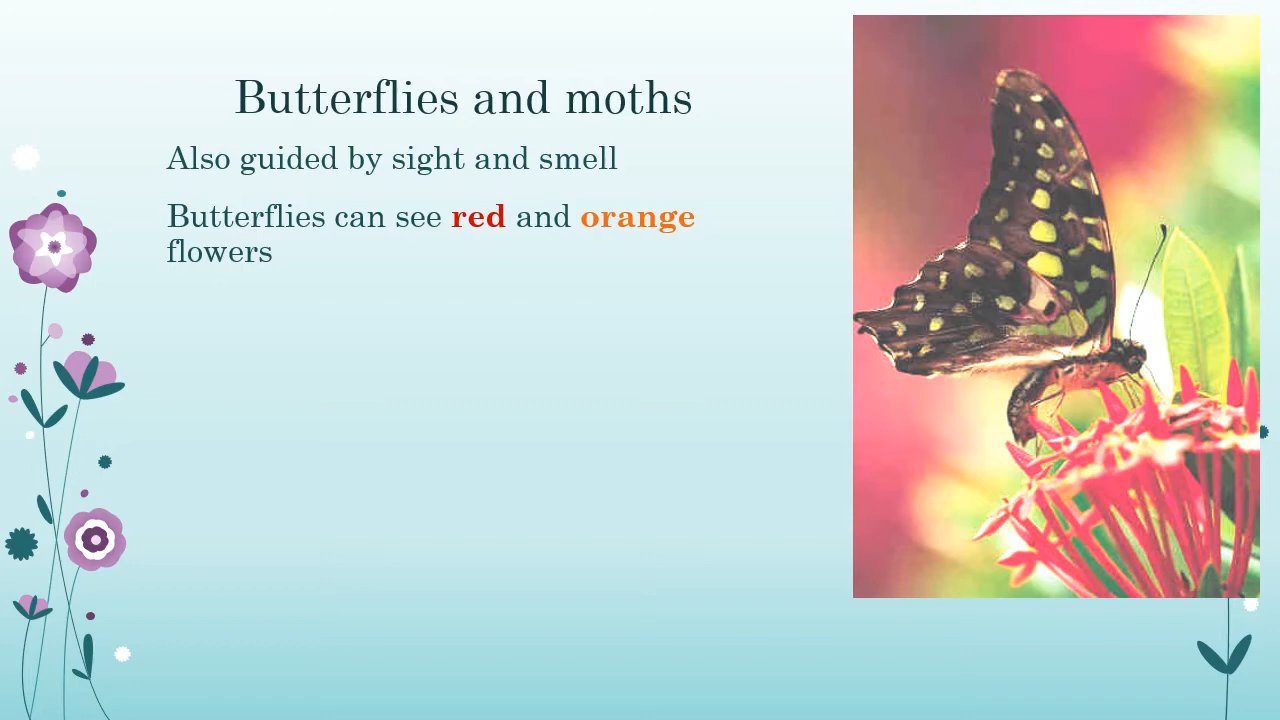 Butterflies and moths
Also guided by sight and smell
Butterflies can see red and orange
flowers